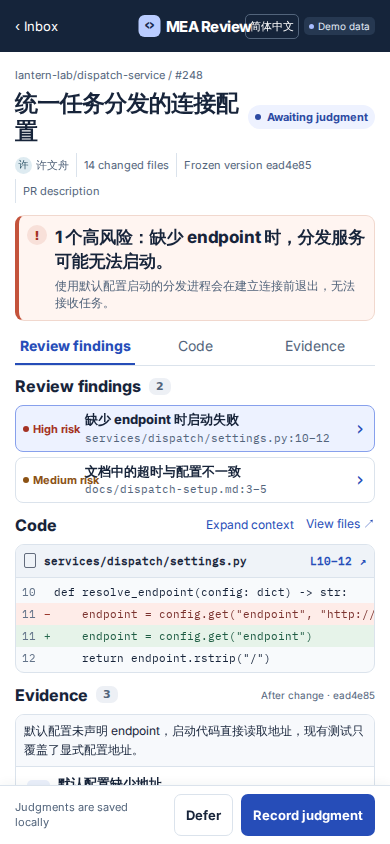 ‹ Inbox
MEA Review
简体中文
Demo data
lantern-lab/dispatch-service / #248
统一任务分发的连接配
置
Awaiting judgment
许 许文舟
14 changed files
Frozen version ead4e85
PR description
! 1个高风险：缺少 endpoint 时，分发服务
可能无法启动。
使用默认配置启动的分发进程会在建立连接前退出，无法
接收任务。
Review findings
Code
Evidence
Review findings 2
High risk
缺少 endpoint 时启动失败
services/dispatch/settings.py:10–12
Medium risk
文档中的超时与配置不一致
docs/dispatch-setup.md:3–5
Code
Expand context
View files ↗
services/dispatch/settings.py
L10–12 ↗
10 def resolve_endpoint(config: dict) -> str:
11 – endpoint = config.get("endpoint", "http://
11 + endpoint = config.get("endpoint")
12 return endpoint.rstrip("/")
Evidence 3
After change · ead4e85
默认配置未声明 endpoint，启动代码直接读取地址，现有测试只
覆盖了显式配置地址。
默认配置缺少地址
Judgments are saved
locally
Defer
Record judgment